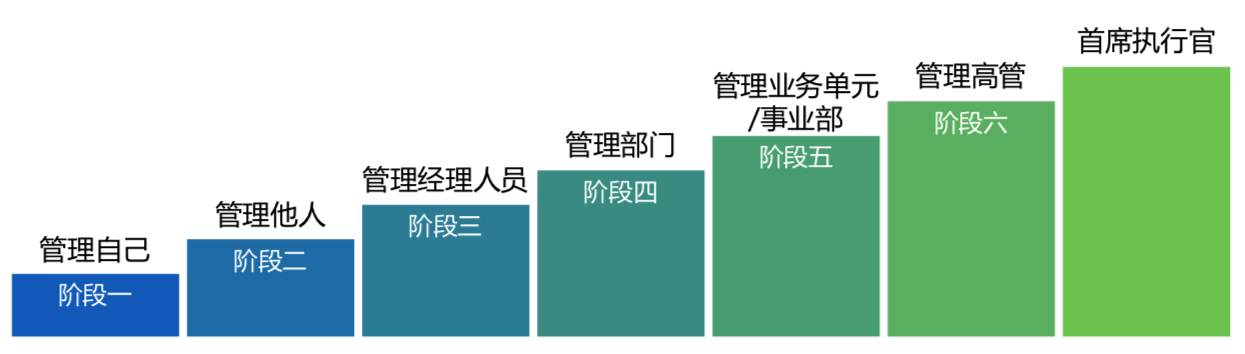 管理自己
阶段一
管理他人
阶段二
管理经理人员
阶段三
管理部门
阶段四
管理业务单元
/事业部
阶段五
管理高管
阶段六
首席执行官